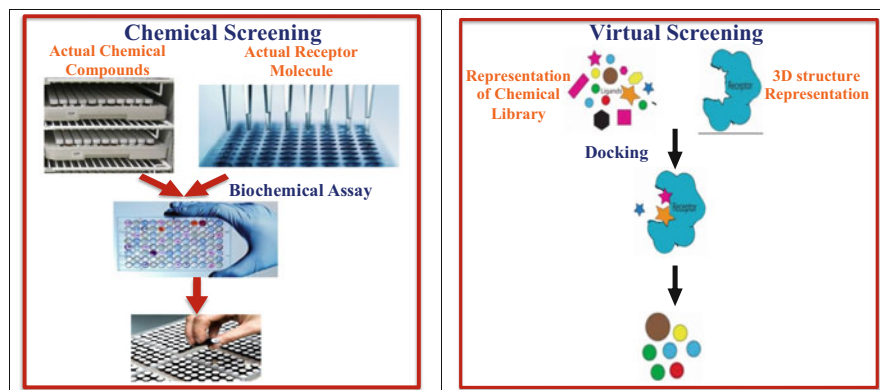 Chemical Screening
Actual Chemical
Compounds
Actual Receptor
Molecule
Biochemical Assay
Virtual Screening
Representation
of Chemical
Library
Ligands
Receptor
3D structure
Representation
Docking
Receptor